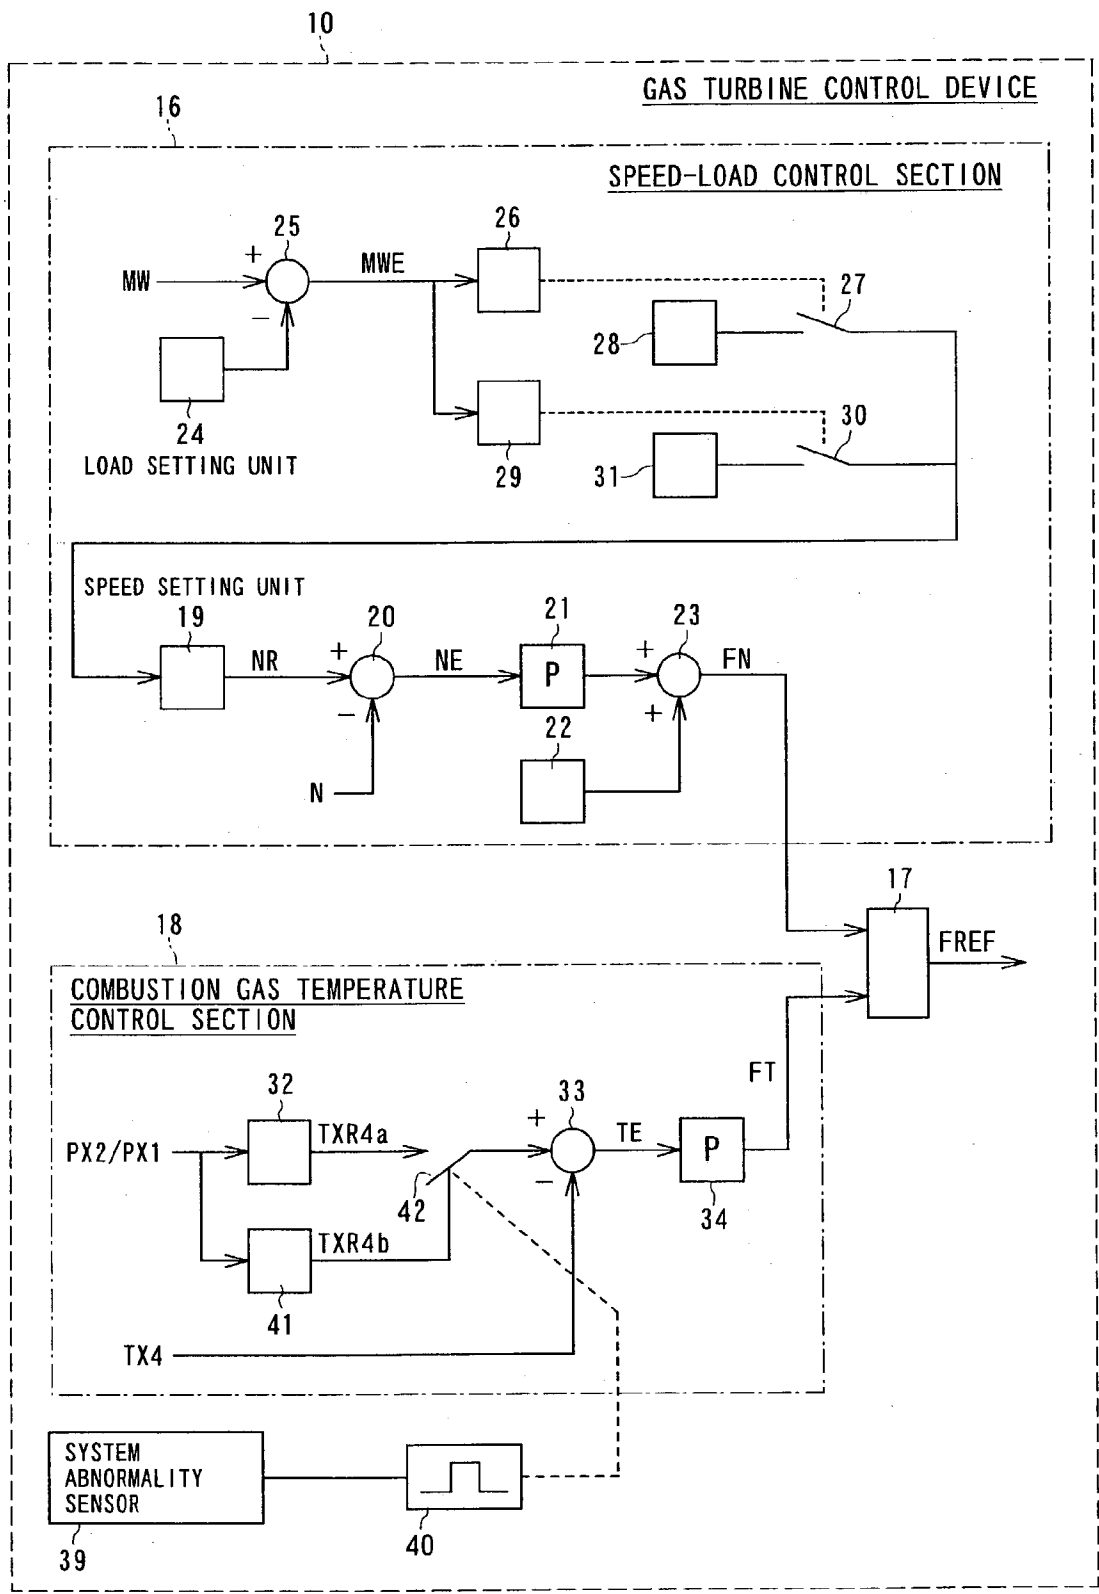 10
GAS TURBINE CONTROL DEVICE
16
SPEED-LOAD CONTROL SECTION
25
26
+
MW
MWE
27
−
28
24
LOAD SETTING UNIT
29
30
31
SPEED SETTING UNIT
19
20
21
23
+
NR
NE
P
+
FN
−
+
22
N
17
FREF
18
COMBUSTION GAS TEMPERATURE
CONTROL SECTION
FT
32
33
+
PX2/PX1
TXR4a
TE
P
−
42
34
TXR4b
41
TX4
SYSTEM
ABNORMALITY
SENSOR
39
40